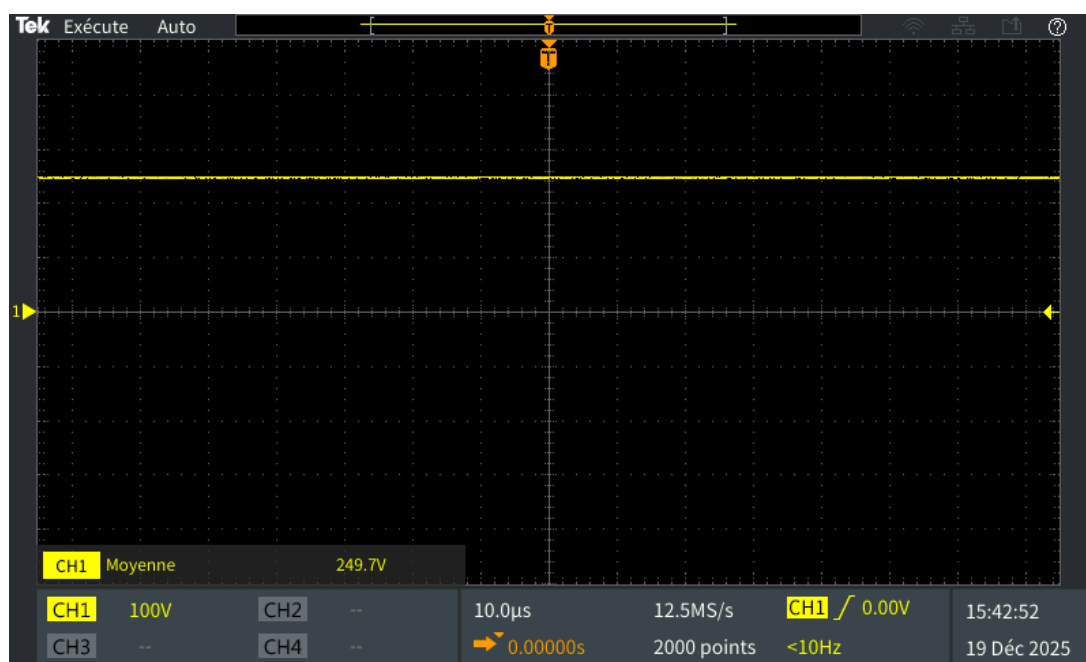 Tek Exécute Auto
T
T
1
CH1 Moyenne 249.7V
CH1 100V CH2 -- 10.0µs 12.5MS/s CH1 0.00V 15:42:52
CH3 -- CH4 -- 0.00000s 2000 points <10Hz 19 Déc 2025